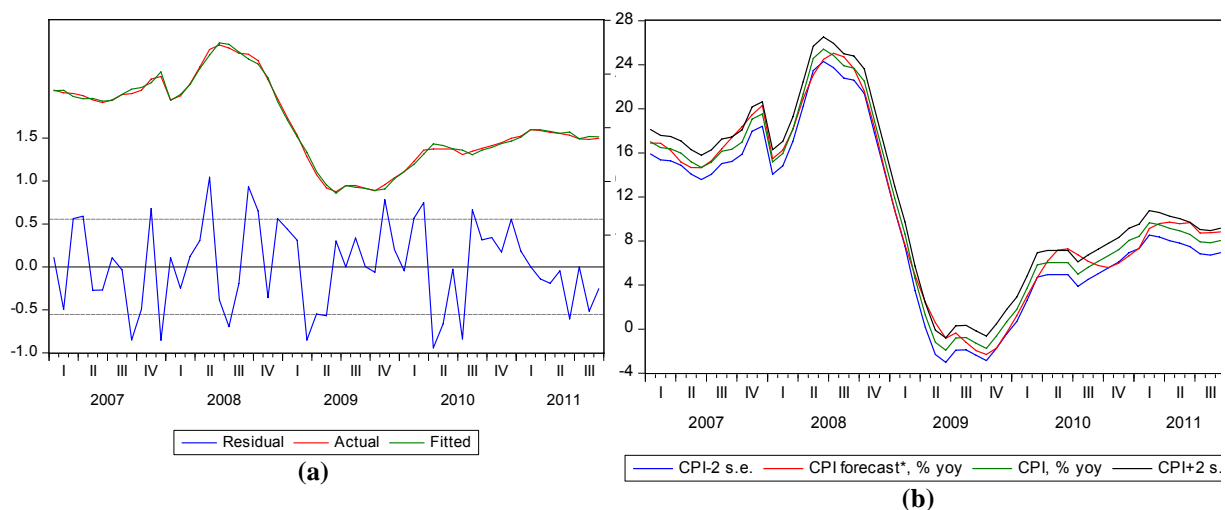 1.5
1.0
0.5
0.0
-0.5
-1.0
I II III IV I II III IV I II III IV I II III IV I II III
2007 2008 2009 2010 2011
Residual Actual Fitted
(a)
28
24
20
16
12
8
4
0
-4
I II III IV I II III IV I II III IV I II III IV I II III
2007 2008 2009 2010 2011
CPI-2 s.e. CPI forecast*, % yoy CPI, % yoy CPI+2 s.
(b)